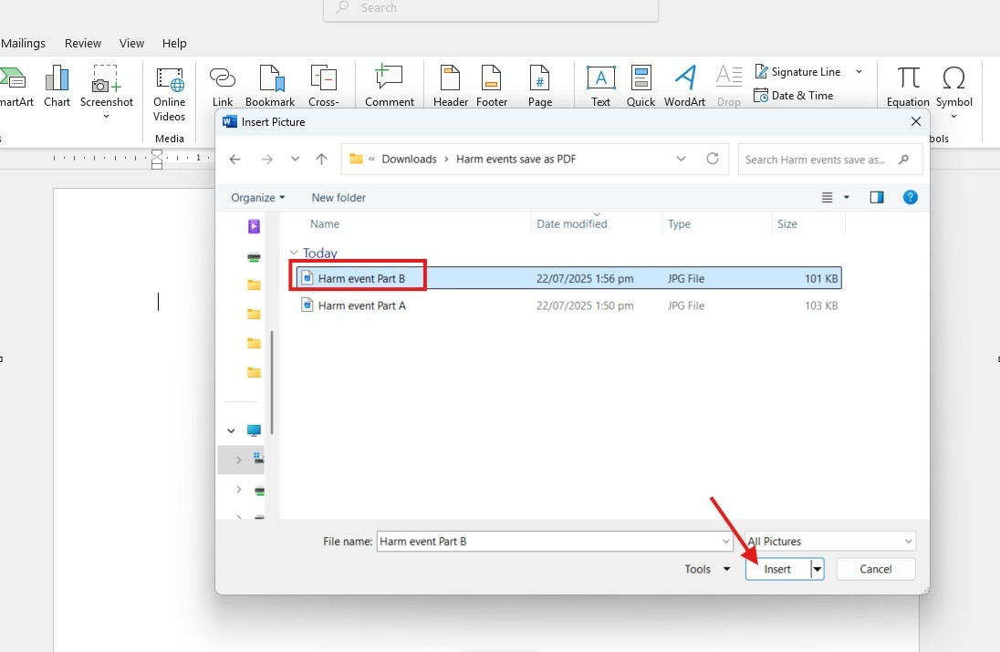 Search
Mailings Review View Help
martArt Chart Screenshot Online Videos Link Bookmark Cross- Comment Header Footer Page Text Quick WordArt Drop Signature Line Date & Time Equation Symbol
s Media bols
1
Insert Picture
« Downloads › Harm events save as PDF
Search Harm events save as...
Organize New folder
Name Date modified Type Size
Today
Harm event Part B 22/07/2025 1:56 pm JPG File 101 KB
Harm event Part A 22/07/2025 1:50 pm JPG File 103 KB
File name: Harm event Part B All Pictures
Tools Insert Cancel